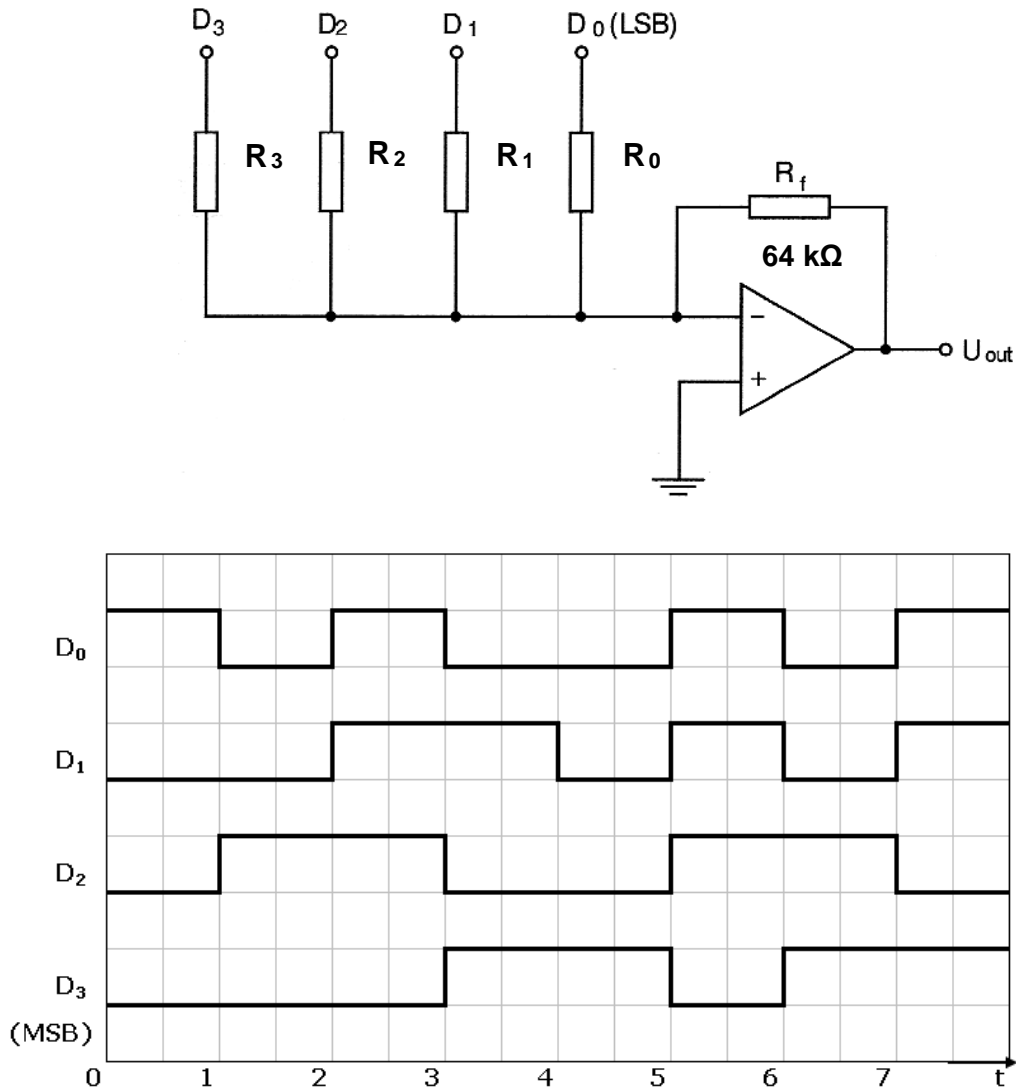 D3 D2 D1 D0 (LSB)
R3 R2 R1 R0
Rf
64 kΩ
−
+
Uout
D0
D1
D2
D3
(MSB)
0 1 2 3 4 5 6 7 t